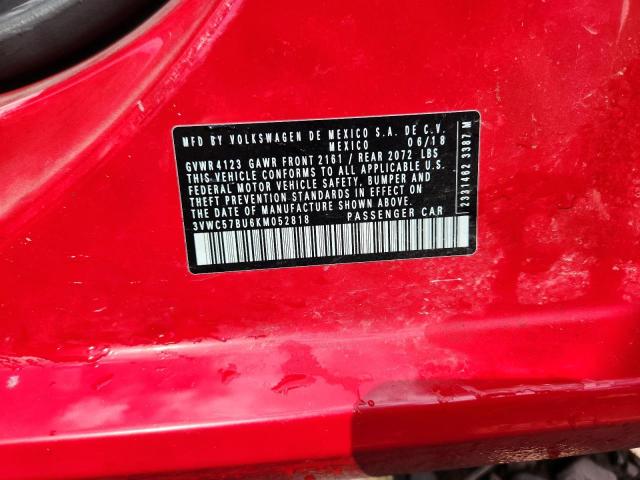 MFD BY VOLKSWAGEN DE MEXICO S.A. DE C.V.
MEXICO 06/18
GVWR 4123 GAWR FRONT 2161 / REAR 2072 LBS
THIS VEHICLE CONFORMS TO ALL APPLICABLE U.S.
FEDERAL MOTOR VEHICLE SAFETY, BUMPER, AND
THEFT PREVENTION STANDARDS IN EFFECT ON
THE DATE OF MANUFACTURE SHOWN ABOVE.
3VWC57BU6KM052818 PASSENGER CAR
Z301462 3387 M